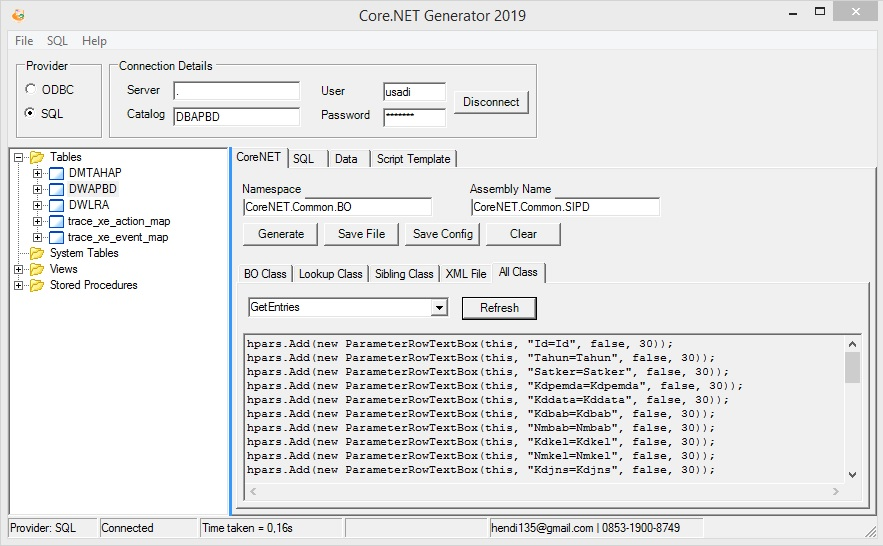 Core.NET Generator 2019
File SQL Help
Provider
ODBC
SQL
Connection Details
Server .
Catalog DBAPBD
User usadi
Password *******
Disconnect
Tables
DMTAHAP
DWAPBD
DWLRA
trace_xe_action_map
trace_xe_event_map
System Tables
Views
Stored Procedures
CoreNET SQL Data Script Template
Namespace Assembly Name
CoreNET.Common.BO CoreNET.Common.SIPD
Generate Save File Save Config Clear
BO Class Lookup Class Sibling Class XML File All Class
GetEntries Refresh
hpars.Add(new ParameterRowTextBox(this, "Id=Id", false, 30));
hpars.Add(new ParameterRowTextBox(this, "Tahun=Tahun", false, 30));
hpars.Add(new ParameterRowTextBox(this, "Satker=Satker", false, 30));
hpars.Add(new ParameterRowTextBox(this, "Kdpemda=Kdpemda", false, 30));
hpars.Add(new ParameterRowTextBox(this, "Kddata=Kddata", false, 30));
hpars.Add(new ParameterRowTextBox(this, "Kdbab=Kdbab", false, 30));
hpars.Add(new ParameterRowTextBox(this, "Nmbab=Nmbab", false, 30));
hpars.Add(new ParameterRowTextBox(this, "Kdkel=Kdkel", false, 30));
hpars.Add(new ParameterRowTextBox(this, "Nmkel=Nmkel", false, 30));
hpars.Add(new ParameterRowTextBox(this, "Kdjns=Kdjns", false, 30));
Provider: SQL Connected Time taken = 0,16s hendi135@gmail.com | 0853-1900-8749